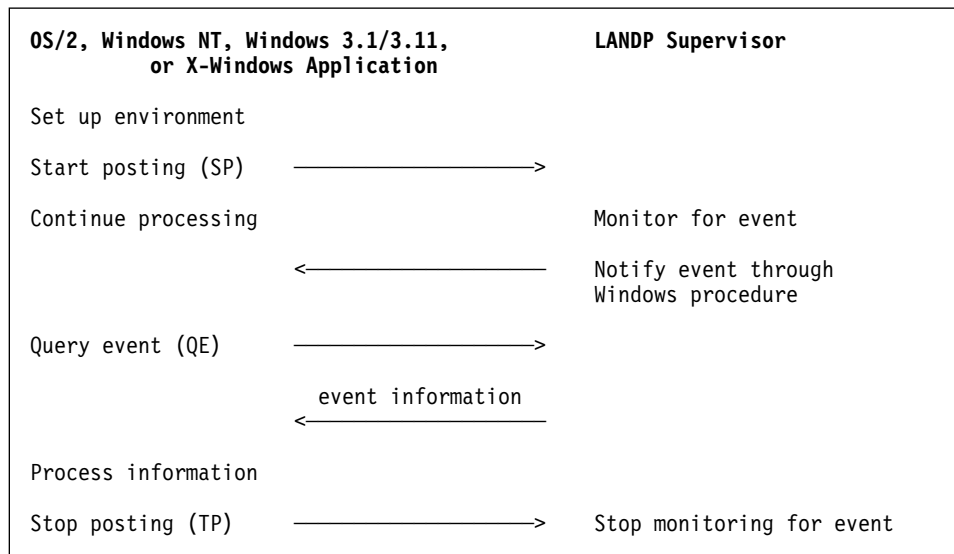 OS/2, Windows NT, Windows 3.1/3.11, LANDP Supervisor
or X-Windows Application
Set up environment
Start posting (SP)
Continue processing Monitor for event
Notify event through
Windows procedure
Query event (QE)
event information
Process information
Stop posting (TP) Stop monitoring for event